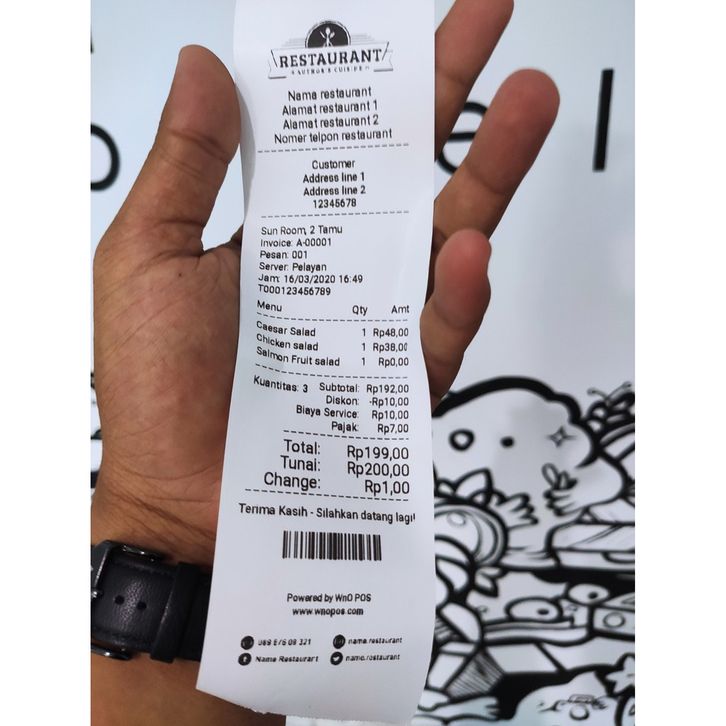 RESTAURANT
Nama restaurant
Alamat restaurant 1
Alamat restaurant 2
Nomer telpon restaurant
Customer
Address line 1
Address line 2
12345678
Sun Room, 2 Tamu
Invoice: A-00001
Pesan: 001
Server: Pelayan
Jam: 16/03/2020 16:49
T000123456789
Menu Qty Amt
Caesar Salad 1 Rp48,00
Chicken salad 1 Rp38,00
Salmon Fruit salad 1 Rp0,00
Kuantitas: 3 Subtotal: Rp192,00
Diskon: -Rp10,00
Biaya Service: Rp10,00
Pajak: Rp7,00
Total: Rp199,00
Tunai: Rp200,00
Change: Rp1,00
Terima Kasih - Silahkan datang lagi!
Powered by WnO POS
www.wnopos.com
name.restaurant
Name Restaurant name.restaurant